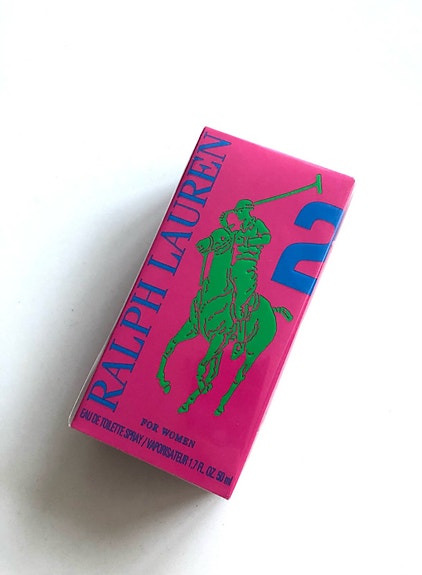 RALPH LAUREN
2
FOR WOMEN
EAU DE TOILETTE SPRAY / VAPORISATEUR 1.7 FL. OZ. 50 ml